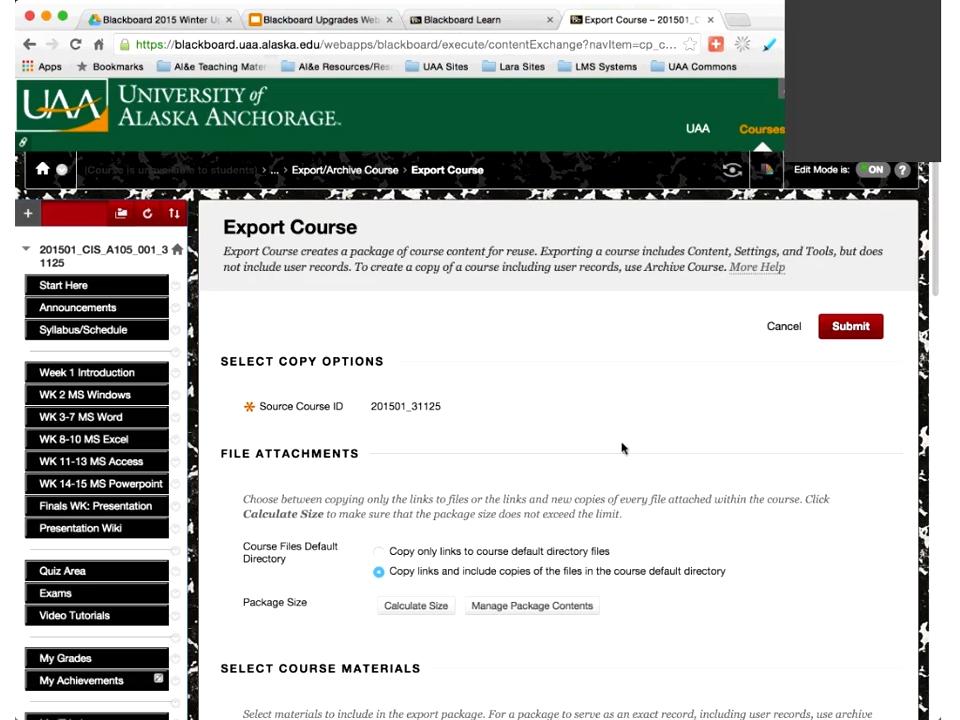 Blackboard 2015 Winter U
Blackboard Upgrades Web
Blackboard Learn
Export Course – 201501_C
https://blackboard.uaa.alaska.edu/webapps/blackboard/execute/contentExchange?navItem=cp_c...
Apps
Bookmarks
AI&e Teaching Mater
AI&e Resources/Res
UAA Sites
Lara Sites
LMS Systems
UAA Commons
UAA
UNIVERSITY of
ALASKA ANCHORAGE.
UAA
Courses
(Course is unavailable to students) > ... > Export/Archive Course > Export Course
Edit Mode is: ON ?
201501_CIS_A105_001_3
1125
Start Here
Announcements
Syllabus/Schedule
Week 1 Introduction
WK 2 MS Windows
WK 3-7 MS Word
WK 8-10 MS Excel
WK 11-13 MS Access
WK 14-15 MS Powerpoint
Finals WK: Presentation
Presentation Wiki
Quiz Area
Exams
Video Tutorials
My Grades
My Achievements
Export Course
Export Course creates a package of course content for reuse. Exporting a course includes Content, Settings, and Tools, but does
not include user records. To create a copy of a course including user records, use Archive Course. More Help
Cancel
Submit
SELECT COPY OPTIONS
Source Course ID 201501_31125
FILE ATTACHMENTS
Choose between copying only the links to files or the links and new copies of every file attached within the course. Click
Calculate Size to make sure that the package size does not exceed the limit.
Course Files Default
Directory
Copy only links to course default directory files
Copy links and include copies of the files in the course default directory
Package Size
Calculate Size
Manage Package Contents
SELECT COURSE MATERIALS
Select materials to include in the export package. For a package to serve as an exact record, including user records, use archive